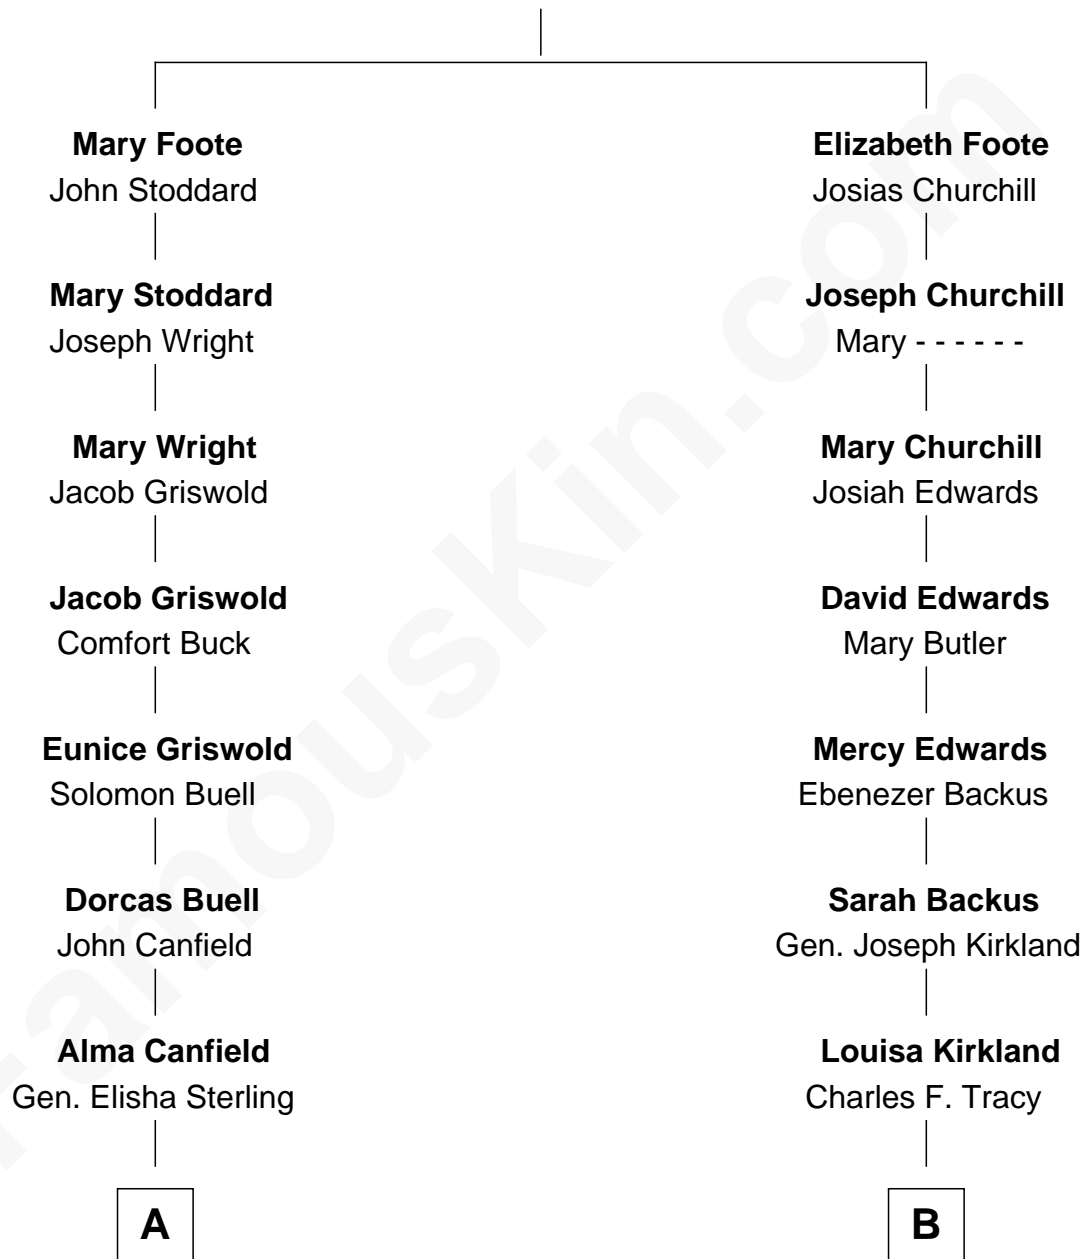 Mary Foote
John Stoddard
Mary Stoddard
Joseph Wright
Mary Wright
Jacob Griswold
Jacob Griswold
Comfort Buck
Eunice Griswold
Solomon Buell
Dorcas Buell
John Canfield
Alma Canfield
Gen. Elisha Sterling
A
Elizabeth Foote
Josias Churchill
Joseph Churchill
Mary - - - - - -
Mary Churchill
Josiah Edwards
David Edwards
Mary Butler
Mercy Edwards
Ebenezer Backus
Sarah Backus
Gen. Joseph Kirkland
Louisa Kirkland
Charles F. Tracy
B
FamousKin.com